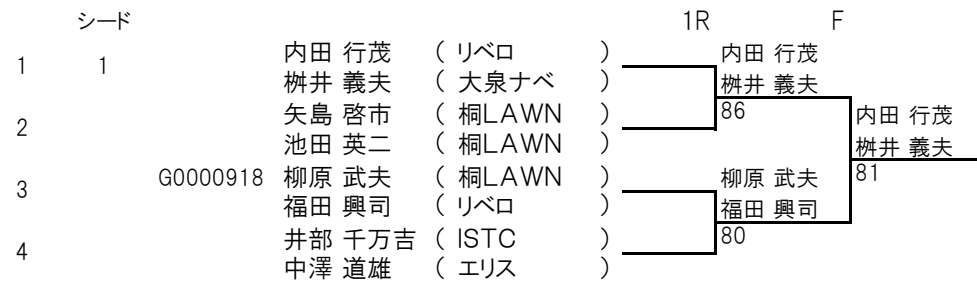 シード 1R F
内田 行茂 ( リベロ ) 内田 行茂
1 1
桝井 義夫 ( 大泉ナベ ) 桝井 義夫
矢島 啓市 ( 桐LAWN ) 86 内田 行茂
2
池田 英二 ( 桐LAWN ) 桝井 義夫
G0000918 柳原 武夫 ( 桐LAWN ) 柳原 武夫 81
3
福田 興司 ( リベロ ) 福田 興司
井部 千万吉 ( ISTC ) 80
4
中澤 道雄 ( エリス )